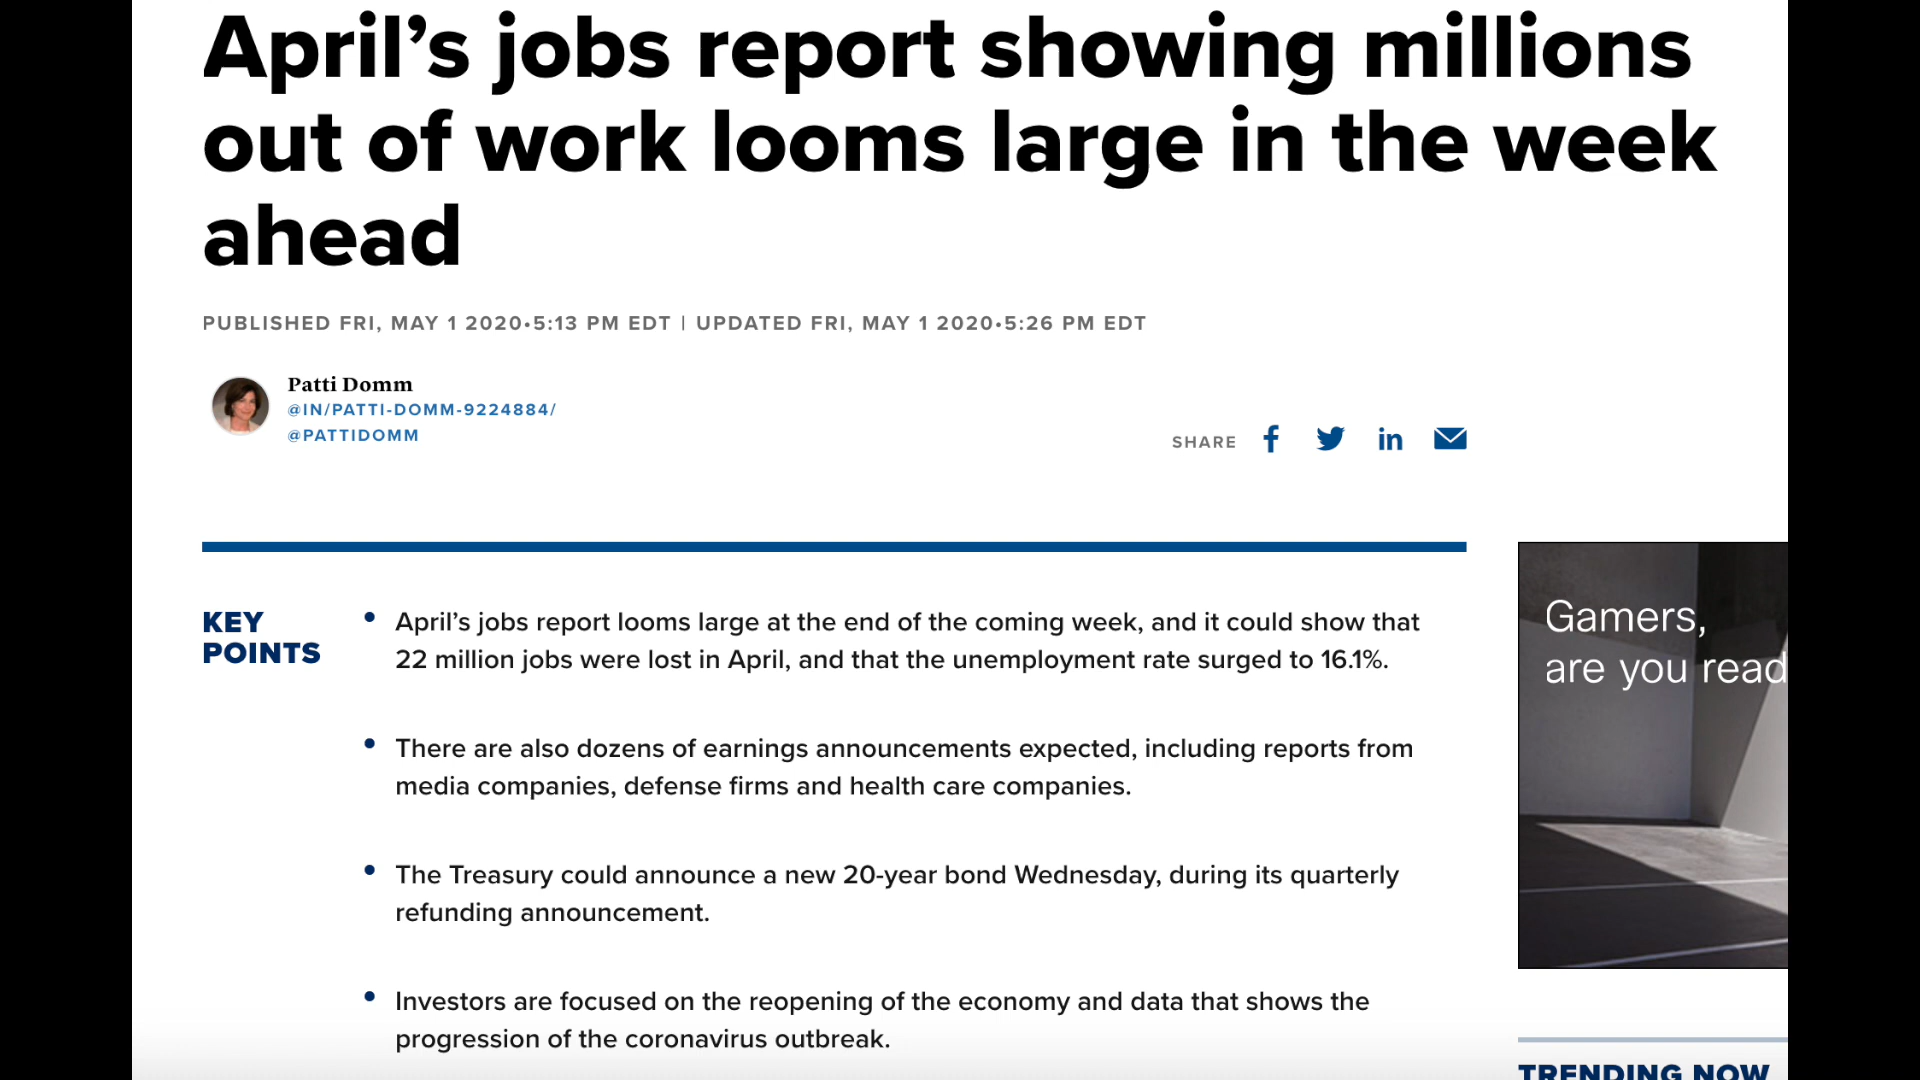 April’s jobs report showing millions
out of work looms large in the week
ahead
PUBLISHED FRI, MAY 1 2020•5:13 PM EDT | UPDATED FRI, MAY 1 2020•5:26 PM EDT
Patti Domm
@IN/PATTI-DOMM-9224884/
@PATTIDOMM
SHARE
KEY
POINTS
• April’s jobs report looms large at the end of the coming week, and it could show that
22 million jobs were lost in April, and that the unemployment rate surged to 16.1%.
• There are also dozens of earnings announcements expected, including reports from
media companies, defense firms and health care companies.
• The Treasury could announce a new 20-year bond Wednesday, during its quarterly
refunding announcement.
• Investors are focused on the reopening of the economy and data that shows the
progression of the coronavirus outbreak.
Gamers,
are you read
TRENDING NOW